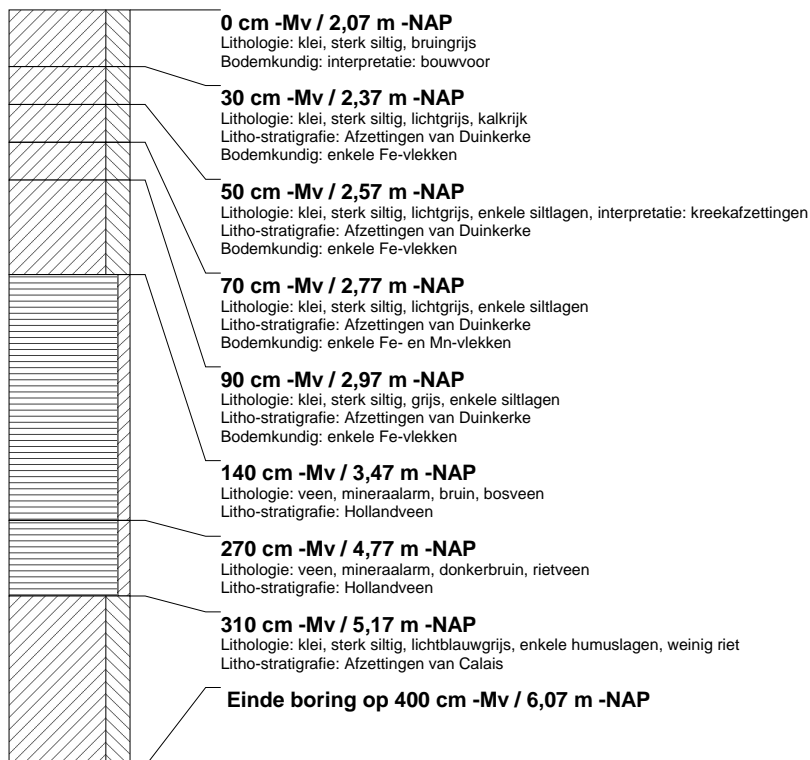 0 cm -Mv / 2,07 m -NAP
Lithologie: klei, sterk siltig, bruingrijs
Bodemkundig: interpretatie: bouwvoor
30 cm -Mv / 2,37 m -NAP
Lithologie: klei, sterk siltig, lichtgrijs, kalkrijk
Litho-stratigrafie: Afzettingen van Duinkerke
Bodemkundig: enkele Fe-vlekken
50 cm -Mv / 2,57 m -NAP
Lithologie: klei, sterk siltig, lichtgrijs, enkele siltlagen, interpretatie: kreekafzettingen
Litho-stratigrafie: Afzettingen van Duinkerke
Bodemkundig: enkele Fe-vlekken
70 cm -Mv / 2,77 m -NAP
Lithologie: klei, sterk siltig, lichtgrijs, enkele siltlagen
Litho-stratigrafie: Afzettingen van Duinkerke
Bodemkundig: enkele Fe- en Mn-vlekken
90 cm -Mv / 2,97 m -NAP
Lithologie: klei, sterk siltig, grijs, enkele siltlagen
Litho-stratigrafie: Afzettingen van Duinkerke
Bodemkundig: enkele Fe-vlekken
140 cm -Mv / 3,47 m -NAP
Lithologie: veen, mineraalarm, bruin, bosveen
Litho-stratigrafie: Hollandveen
270 cm -Mv / 4,77 m -NAP
Lithologie: veen, mineraalarm, donkerbruin, rietveen
Litho-stratigrafie: Hollandveen
310 cm -Mv / 5,17 m -NAP
Lithologie: klei, sterk siltig, lichtblauwgrijs, enkele humuslagen, weinig riet
Litho-stratigrafie: Afzettingen van Calais
Einde boring op 400 cm -Mv / 6,07 m -NAP